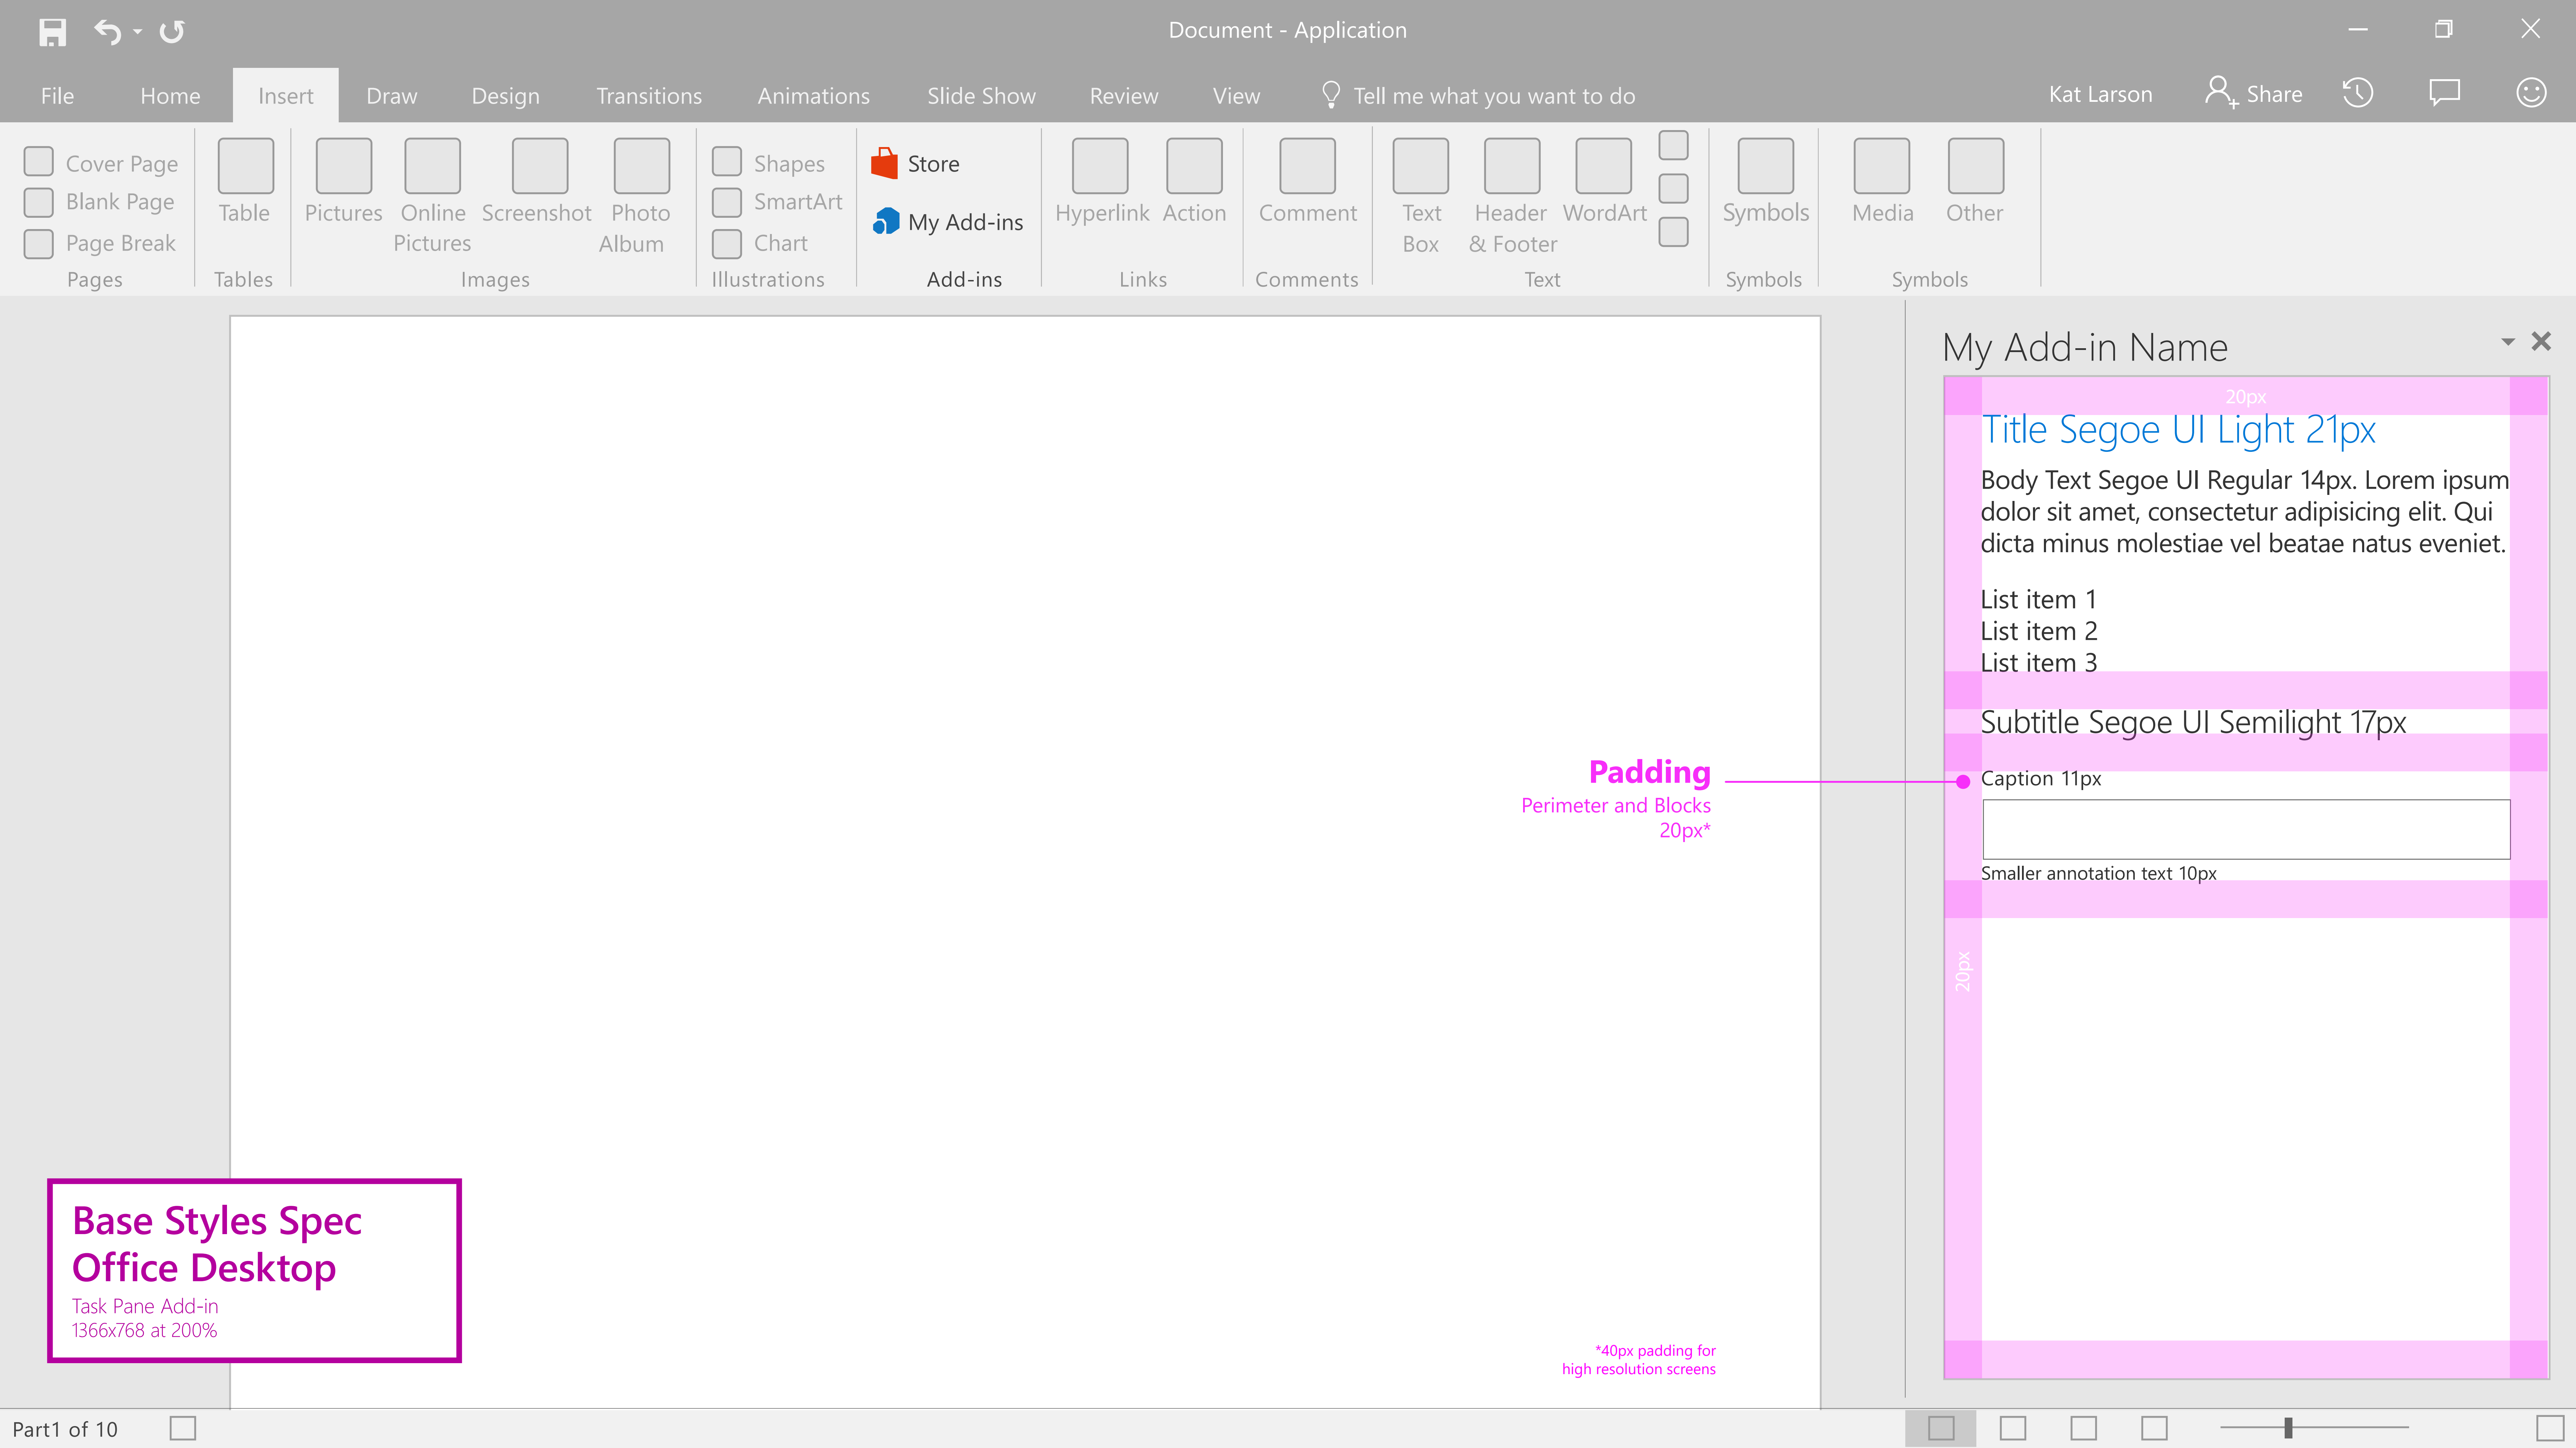 Document - Application
File Home Insert Draw Design Transitions Animations Slide Show Review View Tell me what you want to do Kat Larson Share
Cover Page
Blank Page
Page Break
Pages
Table
Tables
Pictures
Online
Pictures
Screenshot
Photo
Album
Images
Shapes
SmartArt
Chart
Illustrations
Store
My Add-ins
Add-ins
Hyperlink
Action
Links
Comment
Comments
Text
Box
Header
& Footer
WordArt
Text
Symbols
Symbols
Media
Other
Symbols
My Add-in Name
20px
Title Segoe UI Light 21px
Body Text Segoe UI Regular 14px. Lorem ipsum
dolor sit amet, consectetur adipisicing elit. Qui
dicta minus molestiae vel beatae natus eveniet.
List item 1
List item 2
List item 3
Subtitle Segoe UI Semilight 17px
Caption 11px
Smaller annotation text 10px
20px
Padding
Perimeter and Blocks
20px*
*40px padding for
high resolution screens
Base Styles Spec
Office Desktop
Task Pane Add-in
1366x768 at 200%
Part1 of 10